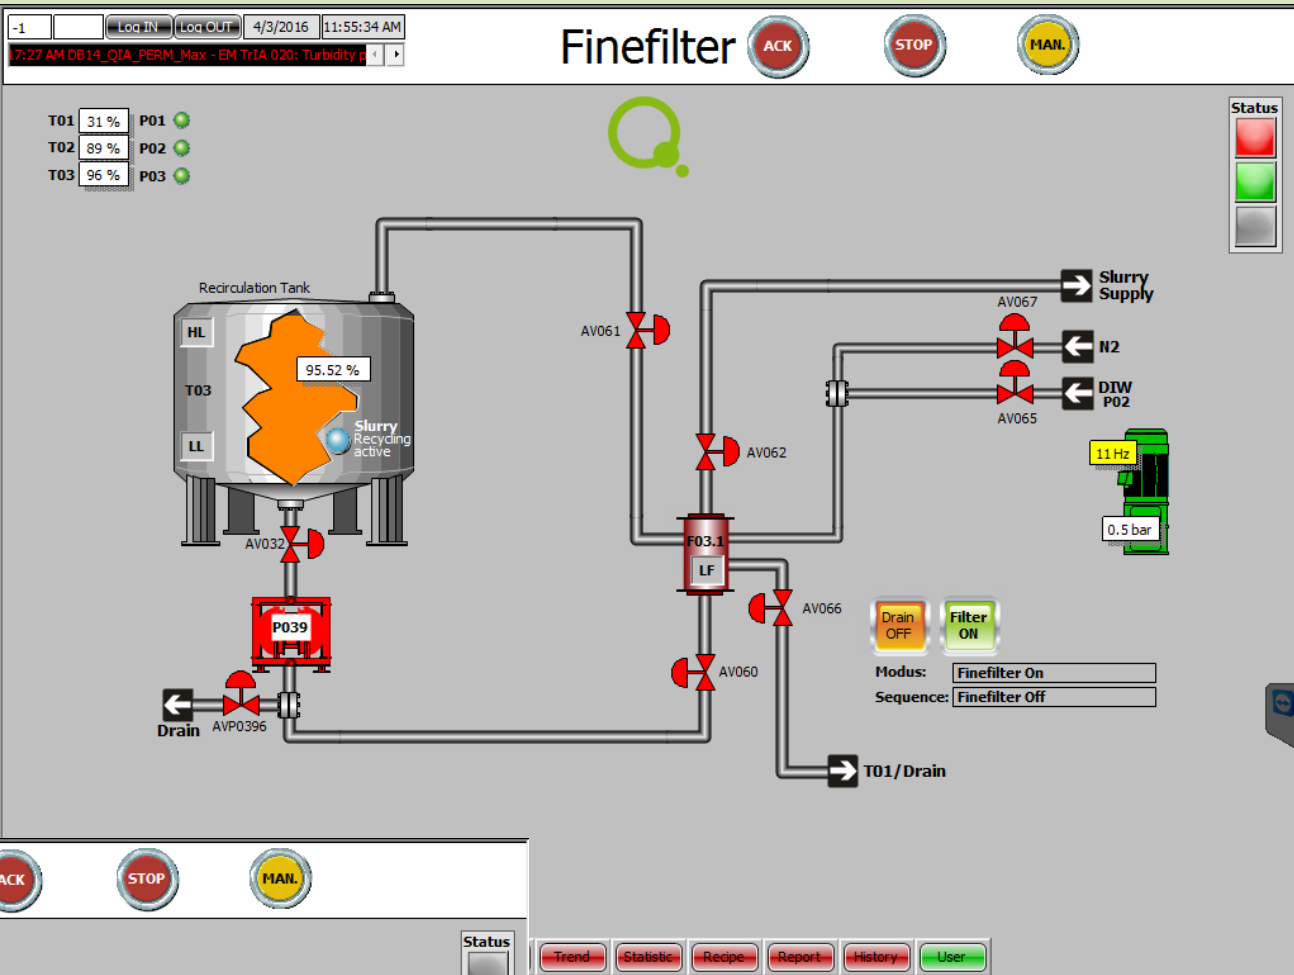 -1
Log IN
Log OUT
4/3/2016
11:55:34 AM
7:27 AM DB14_QIA_PERM_Max - EM TrIA 020: Turbidity p
Finefilter
ACK
STOP
MAN.
Status
T01 31 % P01
T02 89 % P02
T03 96 % P03
Recirculation Tank
HL
T03
LL
95.52 %
Slurry
Recycling
active
AV061
AV062
Slurry
Supply
AV067
N2
DIW
P02
AV065
11 Hz
0.5 bar
AV032
P039
F03.1
LF
AV066
AV060
Drain
AVP0396
Drain
OFF
Filter
ON
Modus: Finefilter On
Sequence: Finefilter Off
T01/Drain
ACK
STOP
MAN.
Status
Trend
Statistic
Recipe
Report
History
User